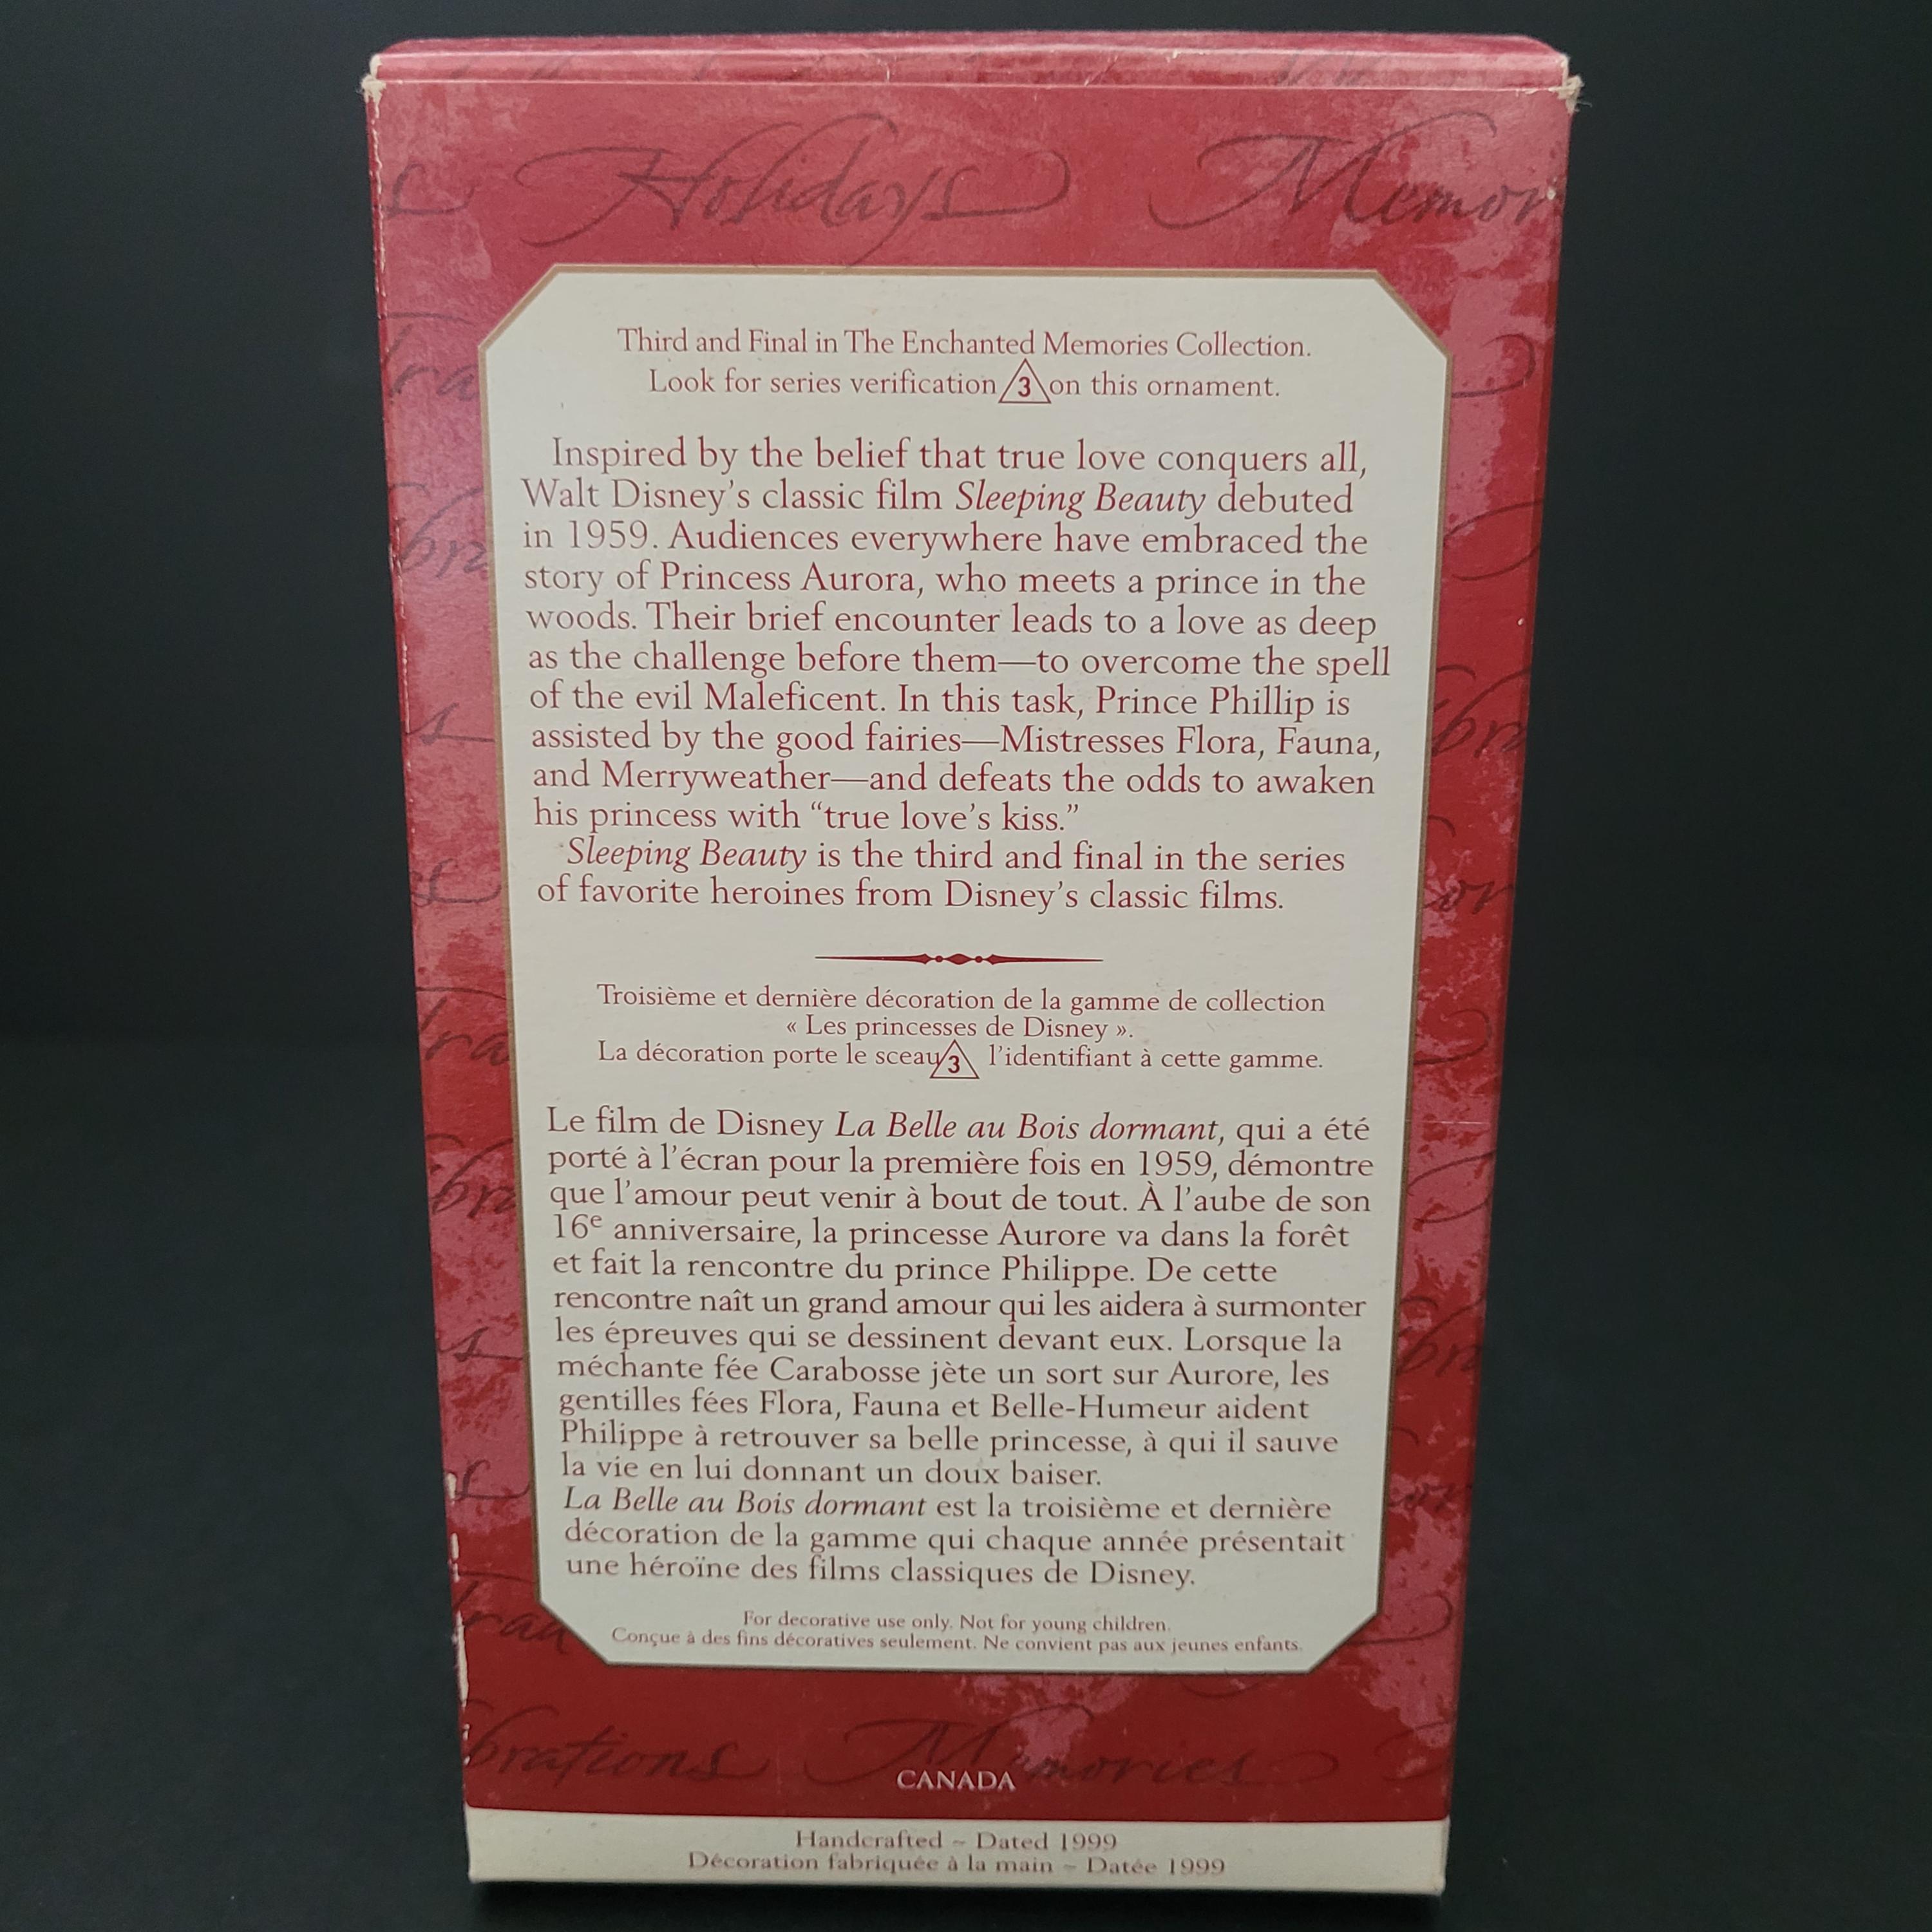 Holidays Memor
Third and Final in The Enchanted Memories Collection.
Look for series verification 3 on this ornament.
Inspired by the belief that true love conquers all,
Walt Disney's classic film Sleeping Beauty debuted
in 1959. Audiences everywhere have embraced the
story of Princess Aurora, who meets a prince in the
woods. Their brief encounter leads to a love as deep
as the challenge before them—to overcome the spell
of the evil Maleficent. In this task, Prince Phillip is
assisted by the good fairies—Mistresses Flora, Fauna,
and Merryweather—and defeats the odds to awaken
his princess with “true love's kiss.”
Sleeping Beauty is the third and final in the series
of favorite heroines from Disney's classic films.
Troisième et dernière décoration de la gamme de collection
« Les princesses de Disney ».
La décoration porte le sceau 3 l'identifiant à cette gamme.
Le film de Disney La Belle au Bois dormant, qui a été
porté à l'écran pour la première fois en 1959, démontre
que l'amour peut venir à bout de tout. À l'aube de son
16e anniversaire, la princesse Aurore va dans la forêt
et fait la rencontre du prince Philippe. De cette
rencontre naît un grand amour qui les aidera à surmonter
les épreuves qui se dessinent devant eux. Lorsque la
méchante fée Carabosse jète un sort sur Aurore, les
gentilles fées Flora, Fauna et Belle-Humeur aident
Philippe à retrouver sa belle princesse, à qui il sauve
la vie en lui donnant un doux baiser.
La Belle au Bois dormant est la troisième et dernière
décoration de la gamme qui chaque année présentait
une héroïne des films classiques de Disney.
For decorative use only. Not for young children.
Conçue à des fins décoratives seulement. Ne convient pas aux jeunes enfants.
brations Memories
CANADA
Handcrafted ~ Dated 1999
Décoration fabriquée à la main ~ Datée 1999